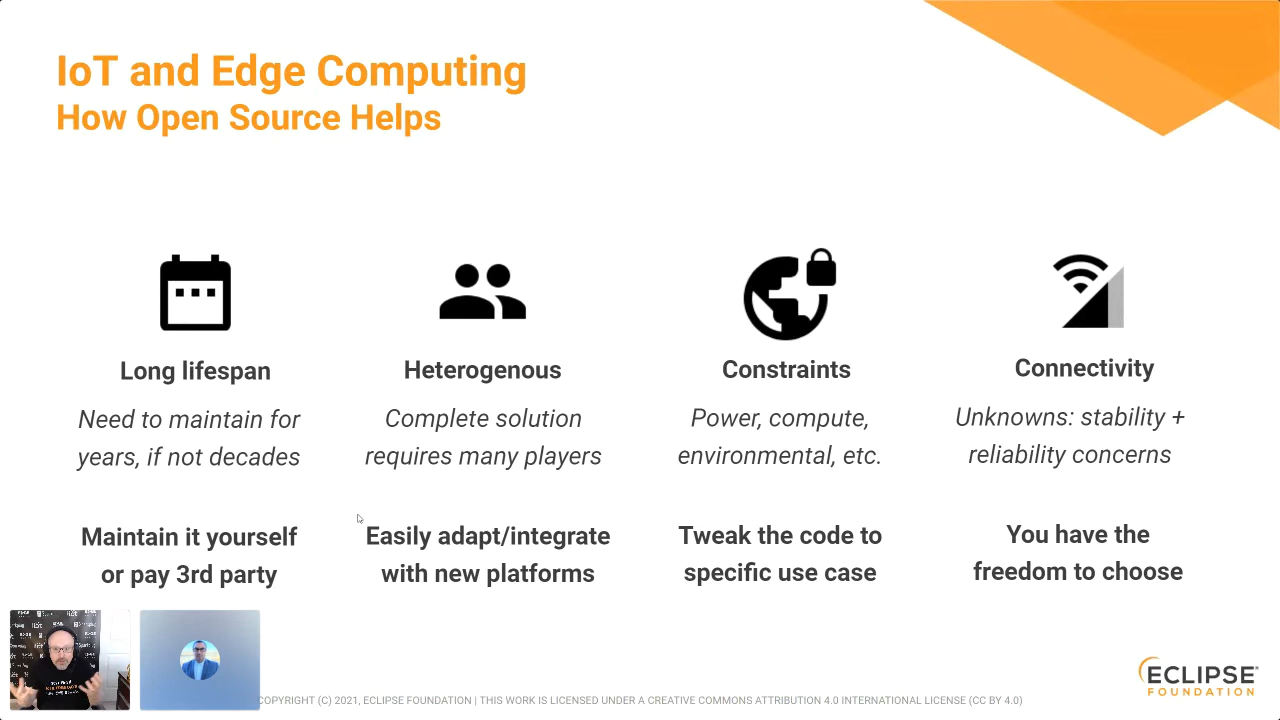 IoT and Edge Computing
How Open Source Helps
Long lifespan
Need to maintain for
years, if not decades
Maintain it yourself
or pay 3rd party
Heterogenous
Complete solution
requires many players
Easily adapt/integrate
with new platforms
Constraints
Power, compute,
environmental, etc.
Tweak the code to
specific use case
Connectivity
Unknowns: stability +
reliability concerns
You have the
freedom to choose
COPYRIGHT (C) 2021, ECLIPSE FOUNDATION | THIS WORK IS LICENSED UNDER A CREATIVE COMMONS ATTRIBUTION 4.0 INTERNATIONAL LICENSE (CC BY 4.0)
ECLIPSE
FOUNDATION